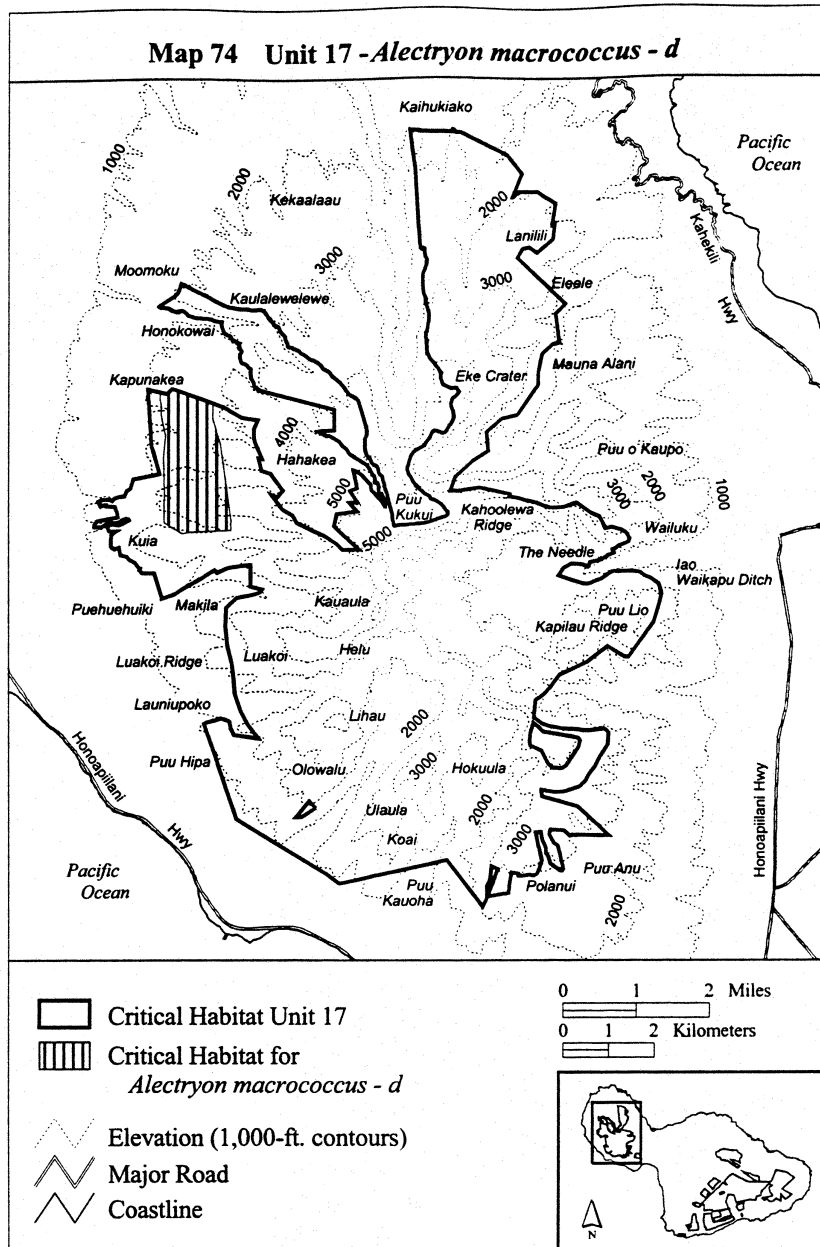 Map 74 Unit 17 - Alectryon macrococcus - d
Kaihukiako
Pacific
Ocean
1000
2000
Kekaalaau
2000
Lanilili
Kahekili
Hwy
3000
3000
Eleele
Moomoku
Kaulalewelewe
Honokowai
Mauna Alani
Eke Crater
Kapunakea
4000
Hahakea
Puu o Kaupo
5000
3000
2000
1000
Puu
Kukui
Kahoolewa
Ridge
Wailuku
5000
Kuia
The Needle
Iao
Waikapu Ditch
Puehuehuiki
Makila
Kauaula
Puu Lio
Kapilau Ridge
Luakoi Ridge
Luakoi
Helu
Launiupoko
Lihau
2000
Honoapiilani
Hwy
Puu Hipa
Olowalu
3000
Hokuula
Honoapiilani Hwy
Ulaula
2000
Koai
3000
Pacific
Ocean
Puu
Kauoha
Polanui
Puu Anu
2000
Critical Habitat Unit 17
Critical Habitat for
Alectryon macrococcus - d
Elevation (1,000-ft. contours)
Major Road
Coastline
0 1 2 Miles
0 1 2 Kilometers
N